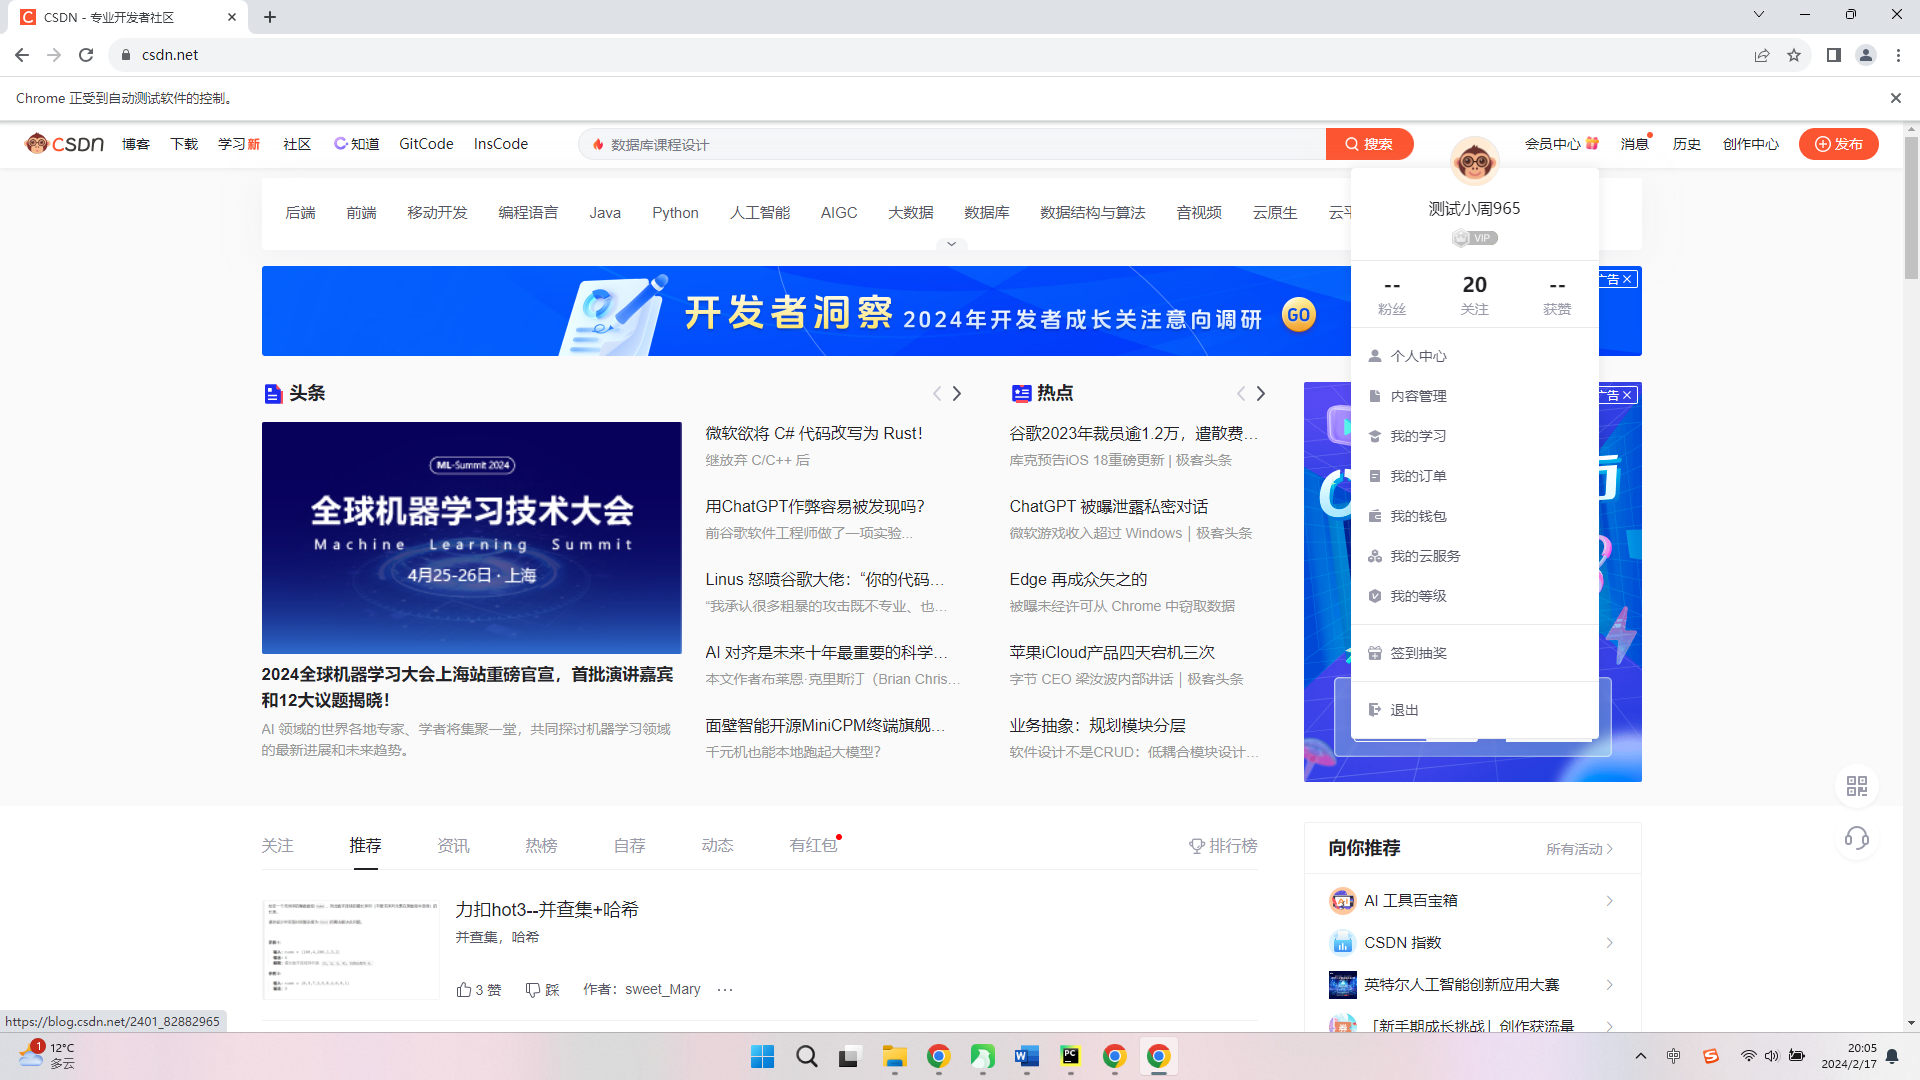 CSDN - 专业开发者社区
csdn.net
Chrome 正受到自动测试软件的控制。
CSDN 博客 下载 学习新 社区 C知道 GitCode InsCode 数据库课程设计 搜索 会员中心 消息 历史 创作中心 发布
后端 前端 移动开发 编程语言 Java Python 人工智能 AIGC 大数据 数据库 数据结构与算法 音视频 云原生
测试小周965
VIP
-- 20 --
粉丝 关注 获赞
个人中心
内容管理
我的学习
我的订单
我的钱包
我的云服务
我的等级
签到抽奖
退出
开发者洞察 2024年开发者成长关注意向调研 GO
头条
ML-Summit 2024
全球机器学习技术大会
Machine Learning Summit
4月25-26日 · 上海
2024全球机器学习大会上海站重磅官宣，首批演讲嘉宾
和12大议题揭晓！
AI 领域的世界各地专家、学者将集聚一堂，共同探讨机器学习领域
的最新进展和未来趋势。
微软欲将 C# 代码改写为 Rust！
继放弃 C/C++ 后
用ChatGPT作弊容易被发现吗？
前谷歌软件工程师做了一项实验...
Linus 怒喷谷歌大佬：“你的代码...
“我承认很多粗暴的攻击既不专业、也...
AI 对齐是未来十年最重要的科学...
本文作者布莱恩·克里斯汀（Brian Chris...
面壁智能开源MiniCPM终端旗舰...
千元机也能本地跑起大模型？
热点
谷歌2023年裁员逾1.2万，遣散费...
库克预告iOS 18重磅更新 | 极客头条
ChatGPT 被曝泄露私密对话
微软游戏收入超过 Windows｜极客头条
Edge 再成众矢之的
被曝未经许可从 Chrome 中窃取数据
苹果iCloud产品四天宕机三次
字节 CEO 梁汝波内部讲话｜极客头条
业务抽象：规划模块分层
软件设计不是CRUD：低耦合模块设计...
关注 推荐 资讯 热榜 自荐 动态 有红包 排行榜
力扣hot3--并查集+哈希
并查集，哈希
3 赞 踩 作者：sweet_Mary ...
向你推荐 所有活动
AI 工具百宝箱
CSDN 指数
英特尔人工智能创新应用大赛
「新手期成长挑战」创作获流量
https://blog.csdn.net/2401_82882965
1
12°C
多云
中
20:05
2024/2/17